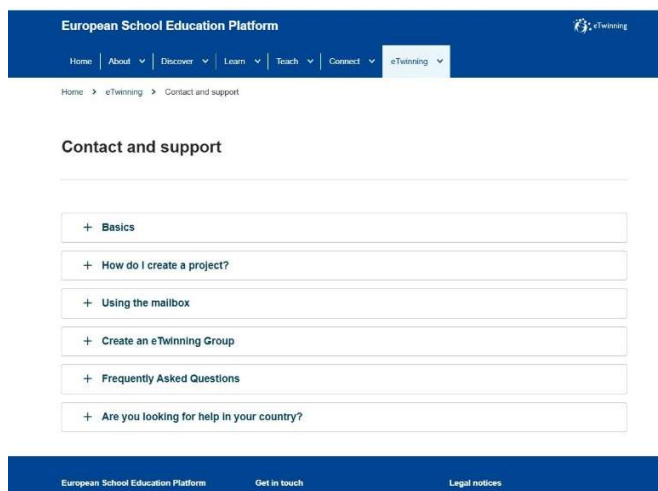 European School Education Platform
eTwinning
Home About Discover Learn Teach Connect eTwinning
Home > eTwinning > Contact and support
Contact and support
+ Basics
+ How do I create a project?
+ Using the mailbox
+ Create an eTwinning Group
+ Frequently Asked Questions
+ Are you looking for help in your country?
European School Education Platform Get in touch Legal notices